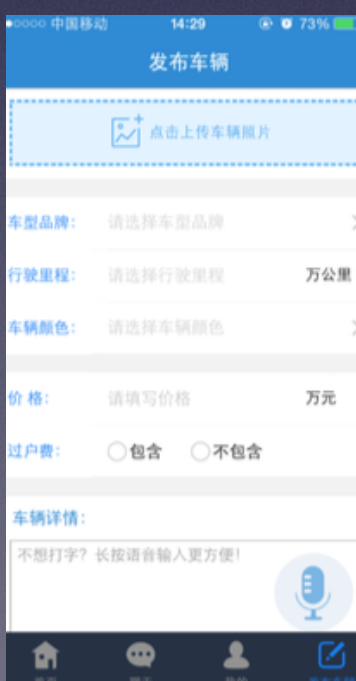 中国移动 14:29 73%
发布车辆
点击上传车辆照片
车型品牌: 请选择车型品牌
行驶里程: 请选择行驶里程 万公里
车辆颜色: 请选择车辆颜色
价 格: 请填写价格 万元
过户费: 包含 不包含
车辆详情:
不想打字? 长按语音输入更方便!